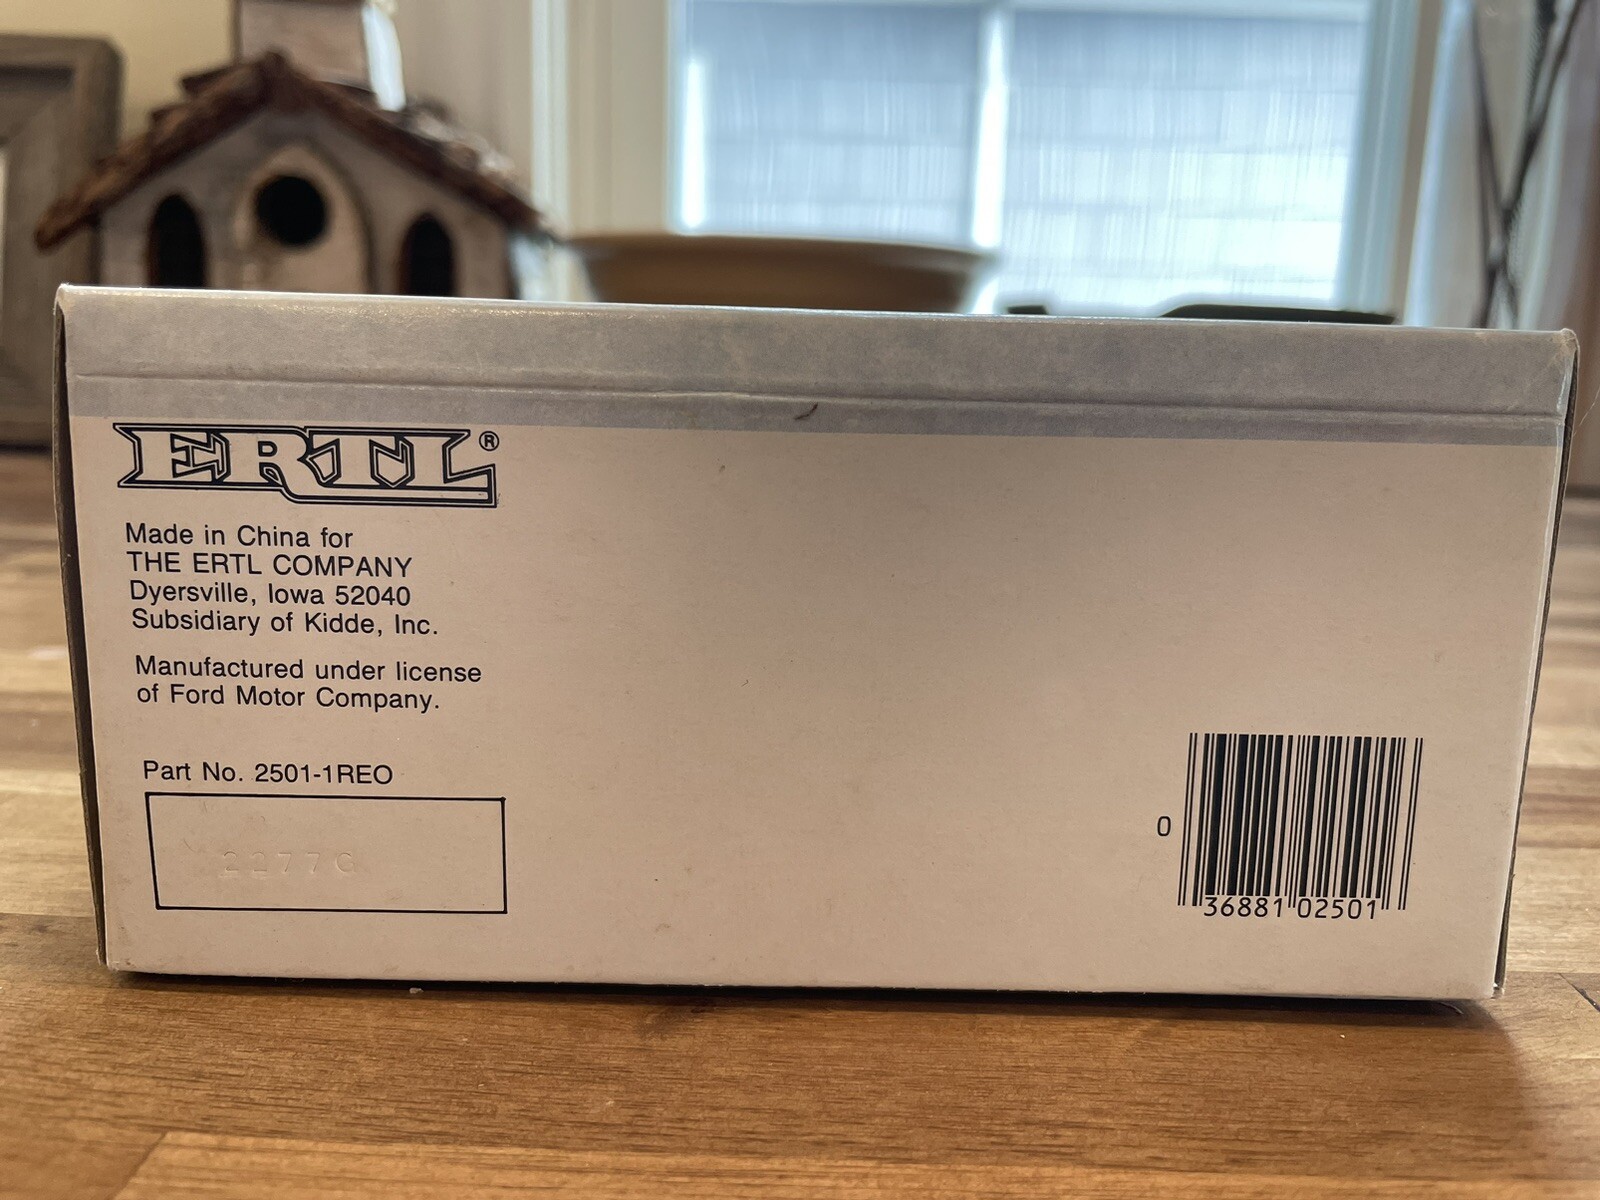 ERTL®
Made in China for
THE ERTL COMPANY
Dyersville, Iowa 52040
Subsidiary of Kidde, Inc.
Manufactured under license
of Ford Motor Company.
Part No. 2501-1REO
2277G
0 36881 02501